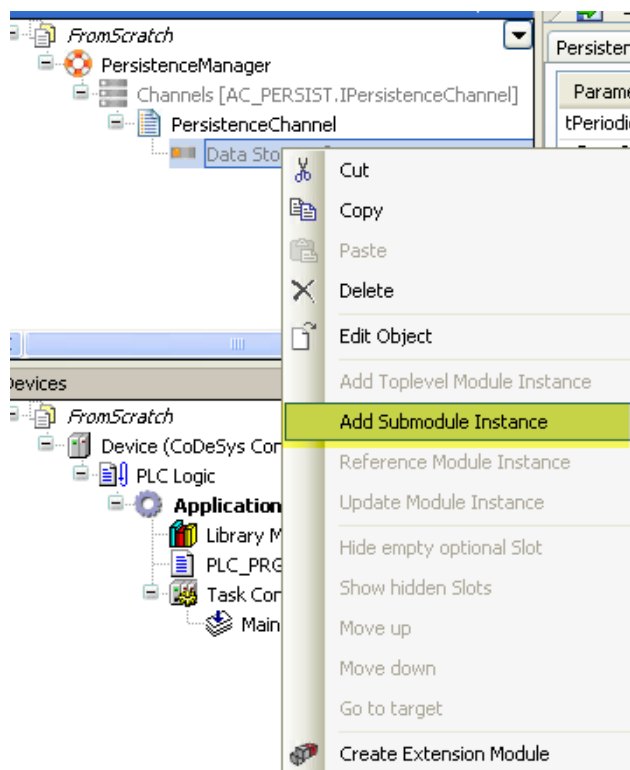 FromScratch
PersistenceManager
Channels [AC_PERSIST.IPersistenceChannel]
PersistenceChannel
Data
Persisten
Parame
tPeriodi
Cut
Copy
Paste
Delete
Edit Object
Add Toplevel Module Instance
Add Submodule Instance
Reference Module Instance
Update Module Instance
Hide empty optional Slot
Show hidden Slots
Move up
Move down
Go to target
Create Extension Module
Devices
FromScratch
Device (CoDeSys Con
PLC Logic
Application
Library M
PLC_PRG
Task Con
Main